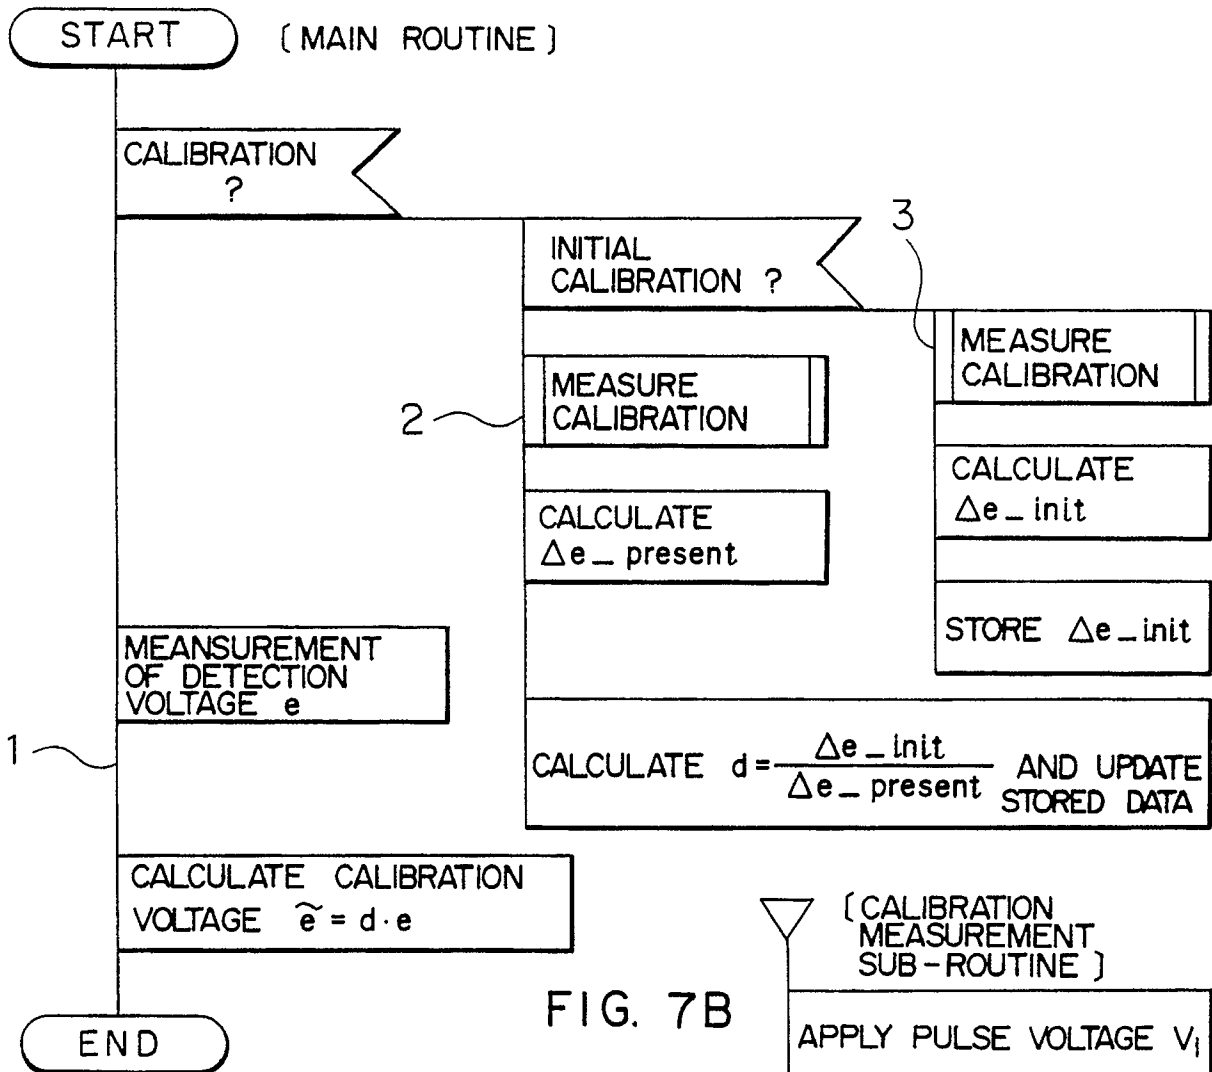 START
( MAIN ROUTINE )
CALIBRATION
?
INITIAL
CALIBRATION ?
3
MEASURE
CALIBRATION
2
MEASURE
CALIBRATION
CALCULATE
Δe_init
CALCULATE
Δe_present
STORE Δe_init
MEANSUREMENT
OF DETECTION
VOLTAGE e
1
CALCULATE d = Δe_init / Δe_present AND UPDATE
STORED DATA
CALCULATE CALIBRATION
VOLTAGE ẽ = d · e
( CALIBRATION
MEASUREMENT
SUB-ROUTINE )
FIG. 7B
APPLY PULSE VOLTAGE V₁
END